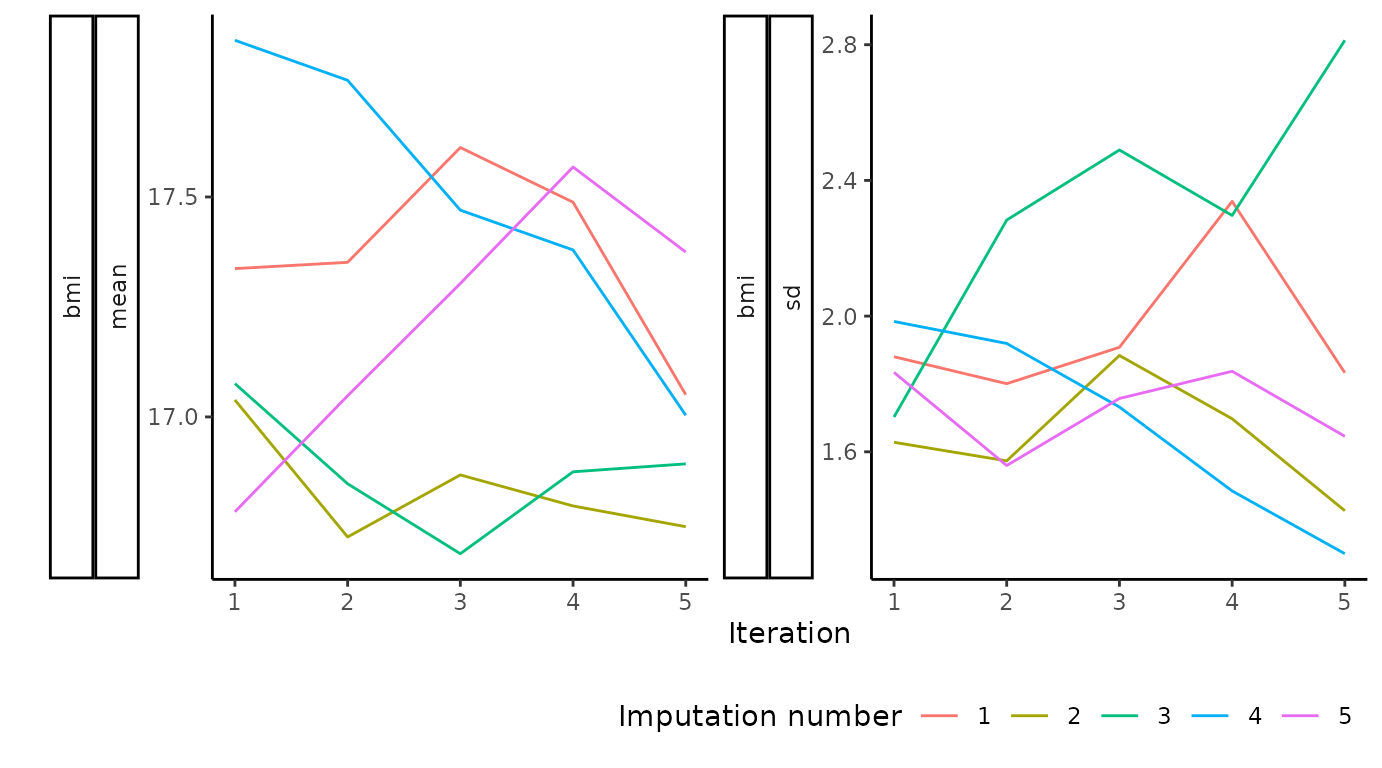 bmi
mean
17.5
17.0
1 2 3 4 5
bmi
sd
2.8
2.4
2.0
1.6
1 2 3 4 5
Iteration
Imputation number 1 2 3 4 5